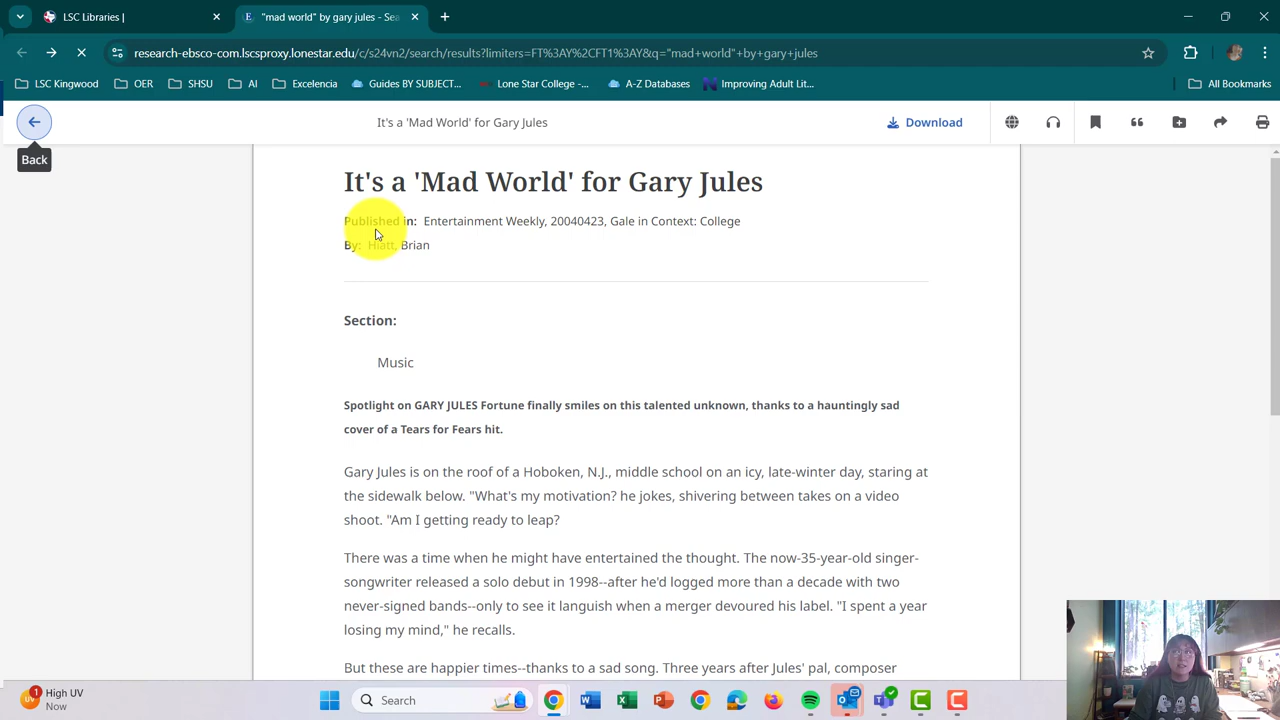 LSC Libraries |
"mad world" by gary jules - Sea
research-ebsco-com.lscsproxy.lonestar.edu/c/s24vn2/search/results?limiters=FT%3AY%2CFT1%3AY&q="mad+world"+by+gary+jules
LSC Kingwood
OER
SHSU
AI
Excelencia
Guides BY SUBJECT...
Lone Star College -...
A-Z Databases
Improving Adult Lit...
All Bookmarks
It's a 'Mad World' for Gary Jules
Download
Back
It's a 'Mad World' for Gary Jules
Published in: Entertainment Weekly, 20040423, Gale in Context: College
By: Hiatt, Brian
Section:
Music
Spotlight on GARY JULES Fortune finally smiles on this talented unknown, thanks to a hauntingly sad
cover of a Tears for Fears hit.
Gary Jules is on the roof of a Hoboken, N.J., middle school on an icy, late-winter day, staring at
the sidewalk below. "What's my motivation? he jokes, shivering between takes on a video
shoot. "Am I getting ready to leap?
There was a time when he might have entertained the thought. The now-35-year-old singer-
songwriter released a solo debut in 1998--after he'd logged more than a decade with two
never-signed bands--only to see it languish when a merger devoured his label. "I spent a year
losing my mind," he recalls.
But these are happier times--thanks to a sad song. Three years after Jules' pal, composer
1
High UV
Now
Search